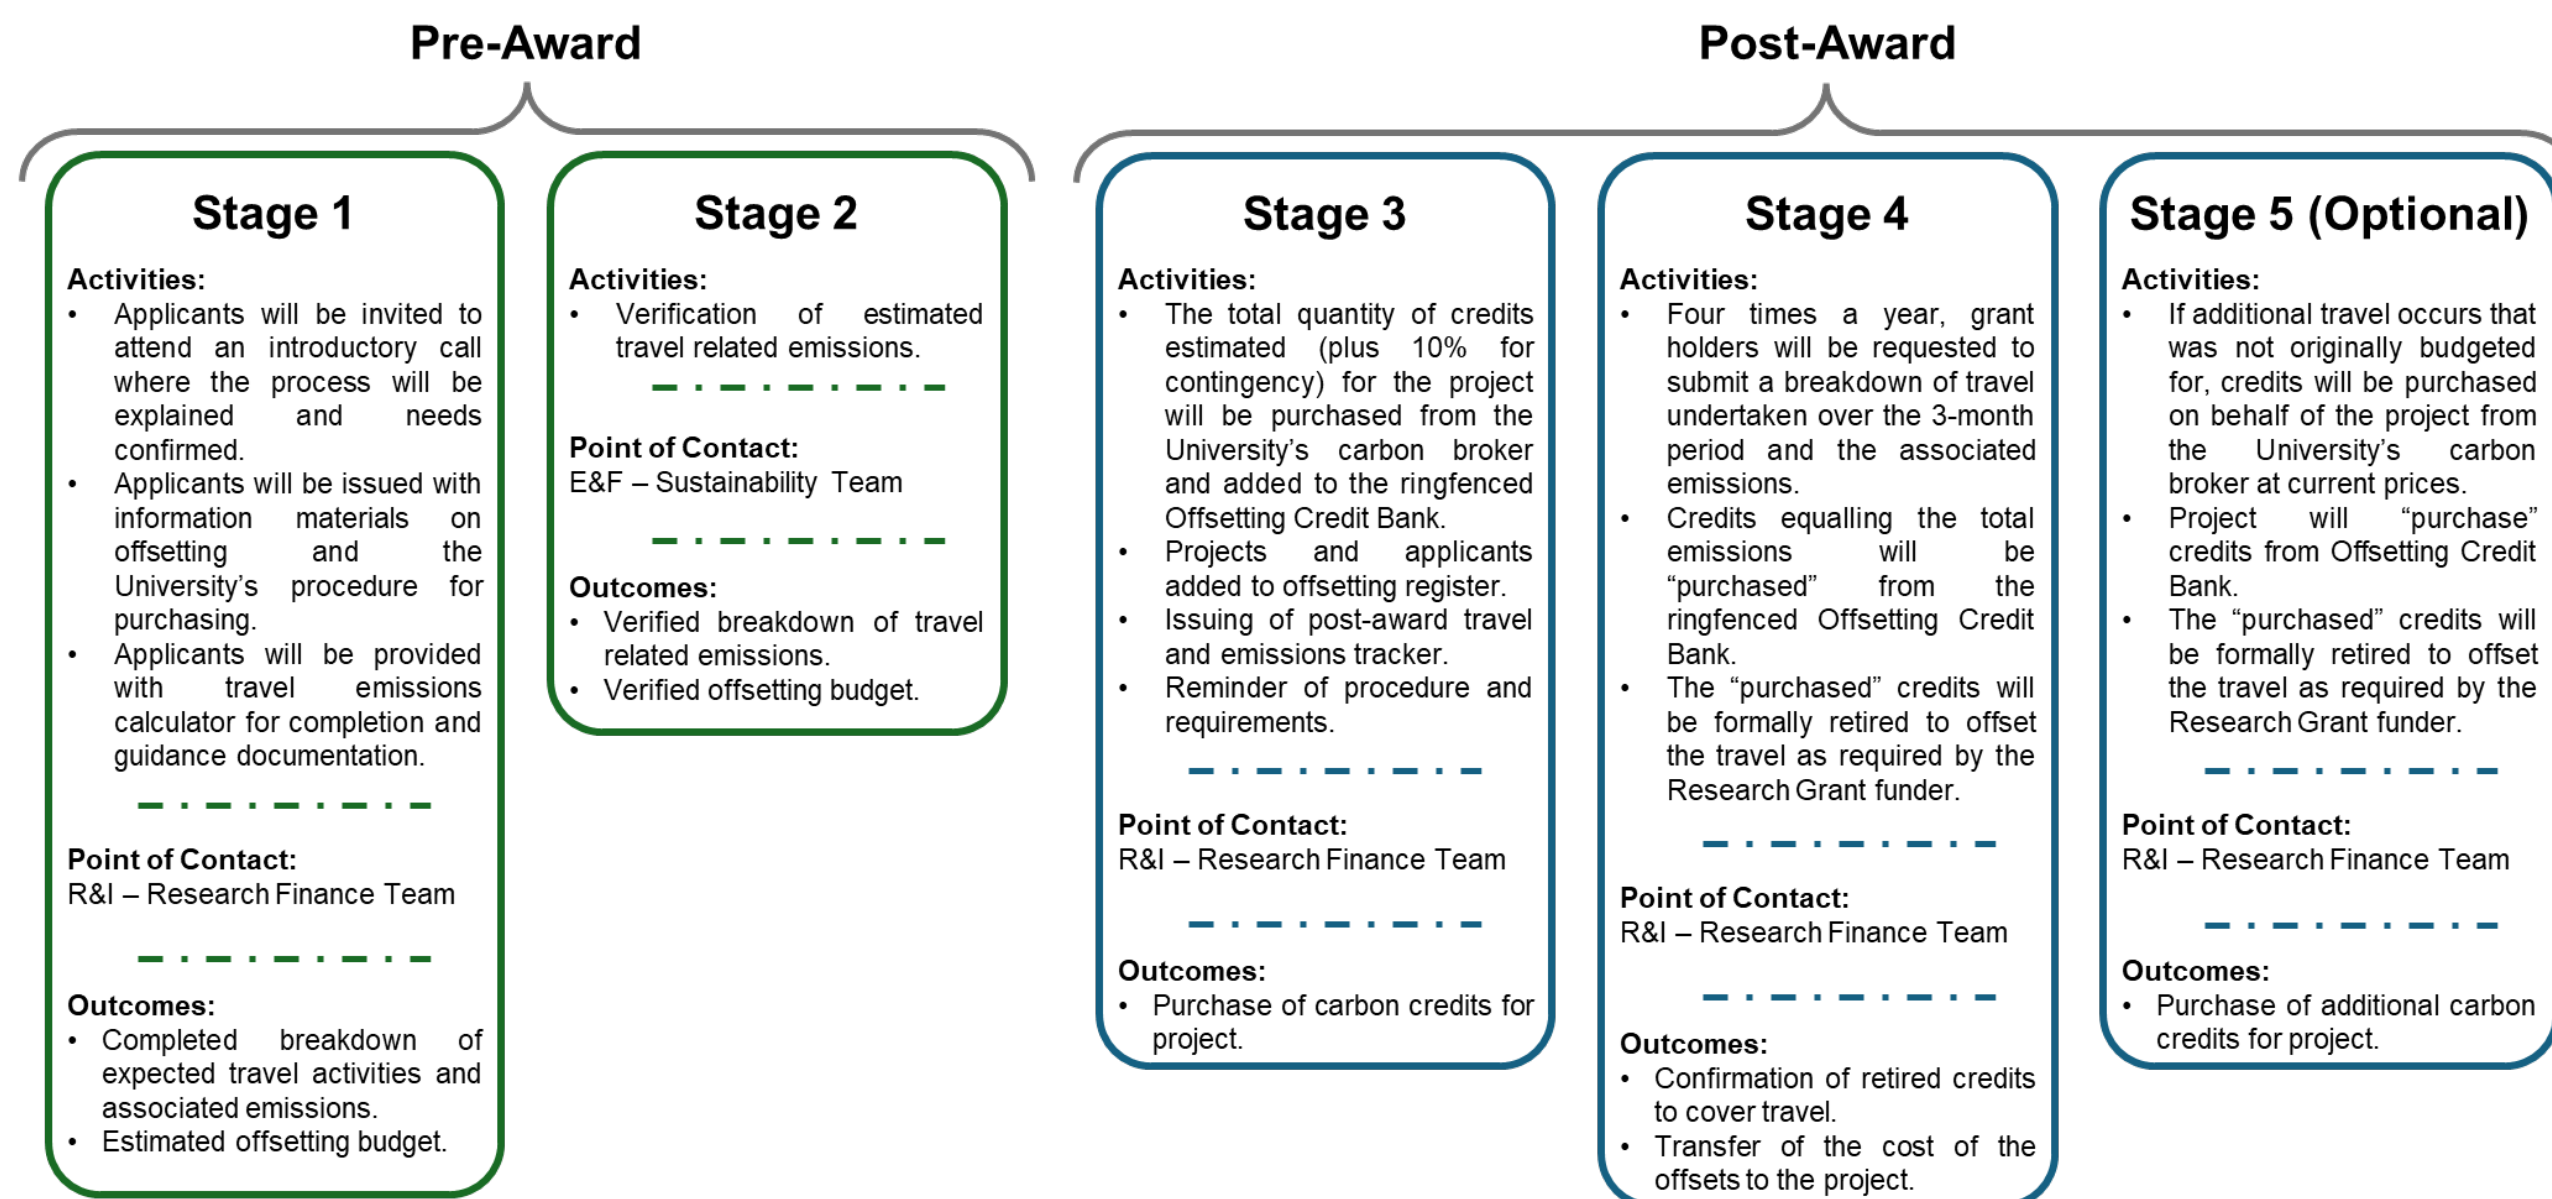 Pre-Award
Stage 1
Activities:
• Applicants will be invited to
attend an introductory call
where the process will be
explained and needs
confirmed.
• Applicants will be issued with
information materials on
offsetting and the
University’s procedure for
purchasing.
• Applicants will be provided
with travel emissions
calculator for completion and
guidance documentation.
Point of Contact:
R&I – Research Finance Team
Outcomes:
• Completed breakdown of
expected travel activities and
associated emissions.
• Estimated offsetting budget.
Stage 2
Activities:
• Verification of estimated
travel related emissions.
Point of Contact:
E&F – Sustainability Team
Outcomes:
• Verified breakdown of travel
related emissions.
• Verified offsetting budget.
Post-Award
Stage 3
Activities:
• The total quantity of credits
estimated (plus 10% for
contingency) for the project
will be purchased from the
University’s carbon broker
and added to the ringfenced
Offsetting Credit Bank.
• Projects and applicants
added to offsetting register.
• Issuing of post-award travel
and emissions tracker.
• Reminder of procedure and
requirements.
Point of Contact:
R&I – Research Finance Team
Outcomes:
• Purchase of carbon credits for
project.
Stage 4
Activities:
• Four times a year, grant
holders will be requested to
submit a breakdown of travel
undertaken over the 3-month
period and the associated
emissions.
• Credits equalling the total
emissions will be
“purchased” from the
ringfenced Offsetting Credit
Bank.
• The “purchased” credits will
be formally retired to offset
the travel as required by the
Research Grant funder.
Point of Contact:
R&I – Research Finance Team
Outcomes:
• Confirmation of retired credits
to cover travel.
• Transfer of the cost of the
offsets to the project.
Stage 5 (Optional)
Activities:
• If additional travel occurs that
was not originally budgeted
for, credits will be purchased
on behalf of the project from
the University’s carbon
broker at current prices.
• Project will “purchase”
credits from Offsetting Credit
Bank.
• The “purchased” credits will
be formally retired to offset
the travel as required by the
Research Grant funder.
Point of Contact:
R&I – Research Finance Team
Outcomes:
• Purchase of additional carbon
credits for project.